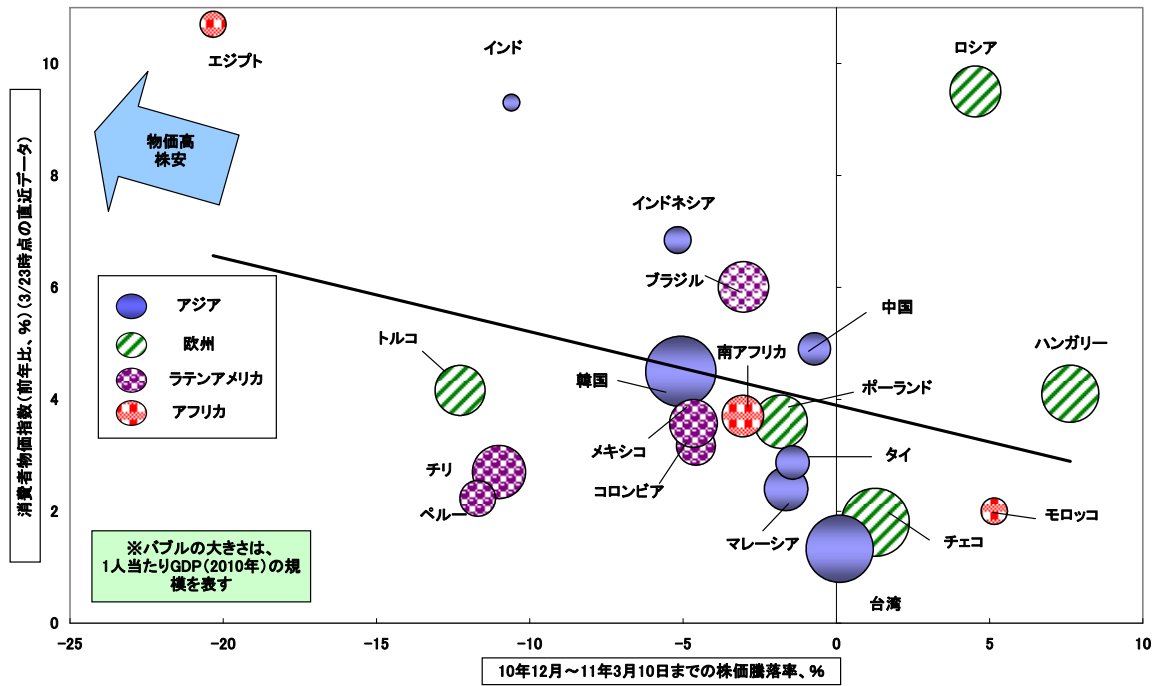 エジプト
インド
ロシア
物価高
株安
インドネシア
ブラジル
中国
ハンガリー
トルコ
韓国
南アフリカ
ポーランド
メキシコ
コロンビア
タイ
チリ
ペルー
マレーシア
チェコ
モロッコ
台湾
アジア
欧州
ラテンアメリカ
アフリカ
※バブルの大きさは、
1人当たりGDP(2010年)の規
模を表す
消費者物価指数(前年比、%)(3/23時点の直近データ)
10
8
6
4
2
0
-25 -20 -15 -10 -5 0 5 10
10年12月～11年3月10日までの株価騰落率、%